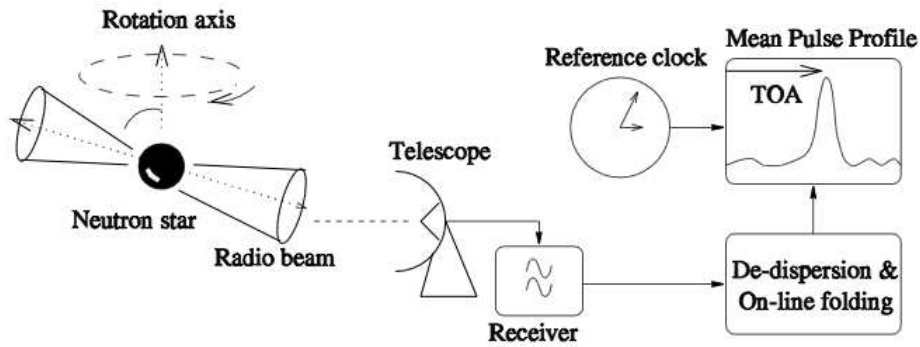 Rotation axis
Neutron star
Radio beam
Telescope
Receiver
Reference clock
Mean Pulse Profile
TOA
De-dispersion &
On-line folding